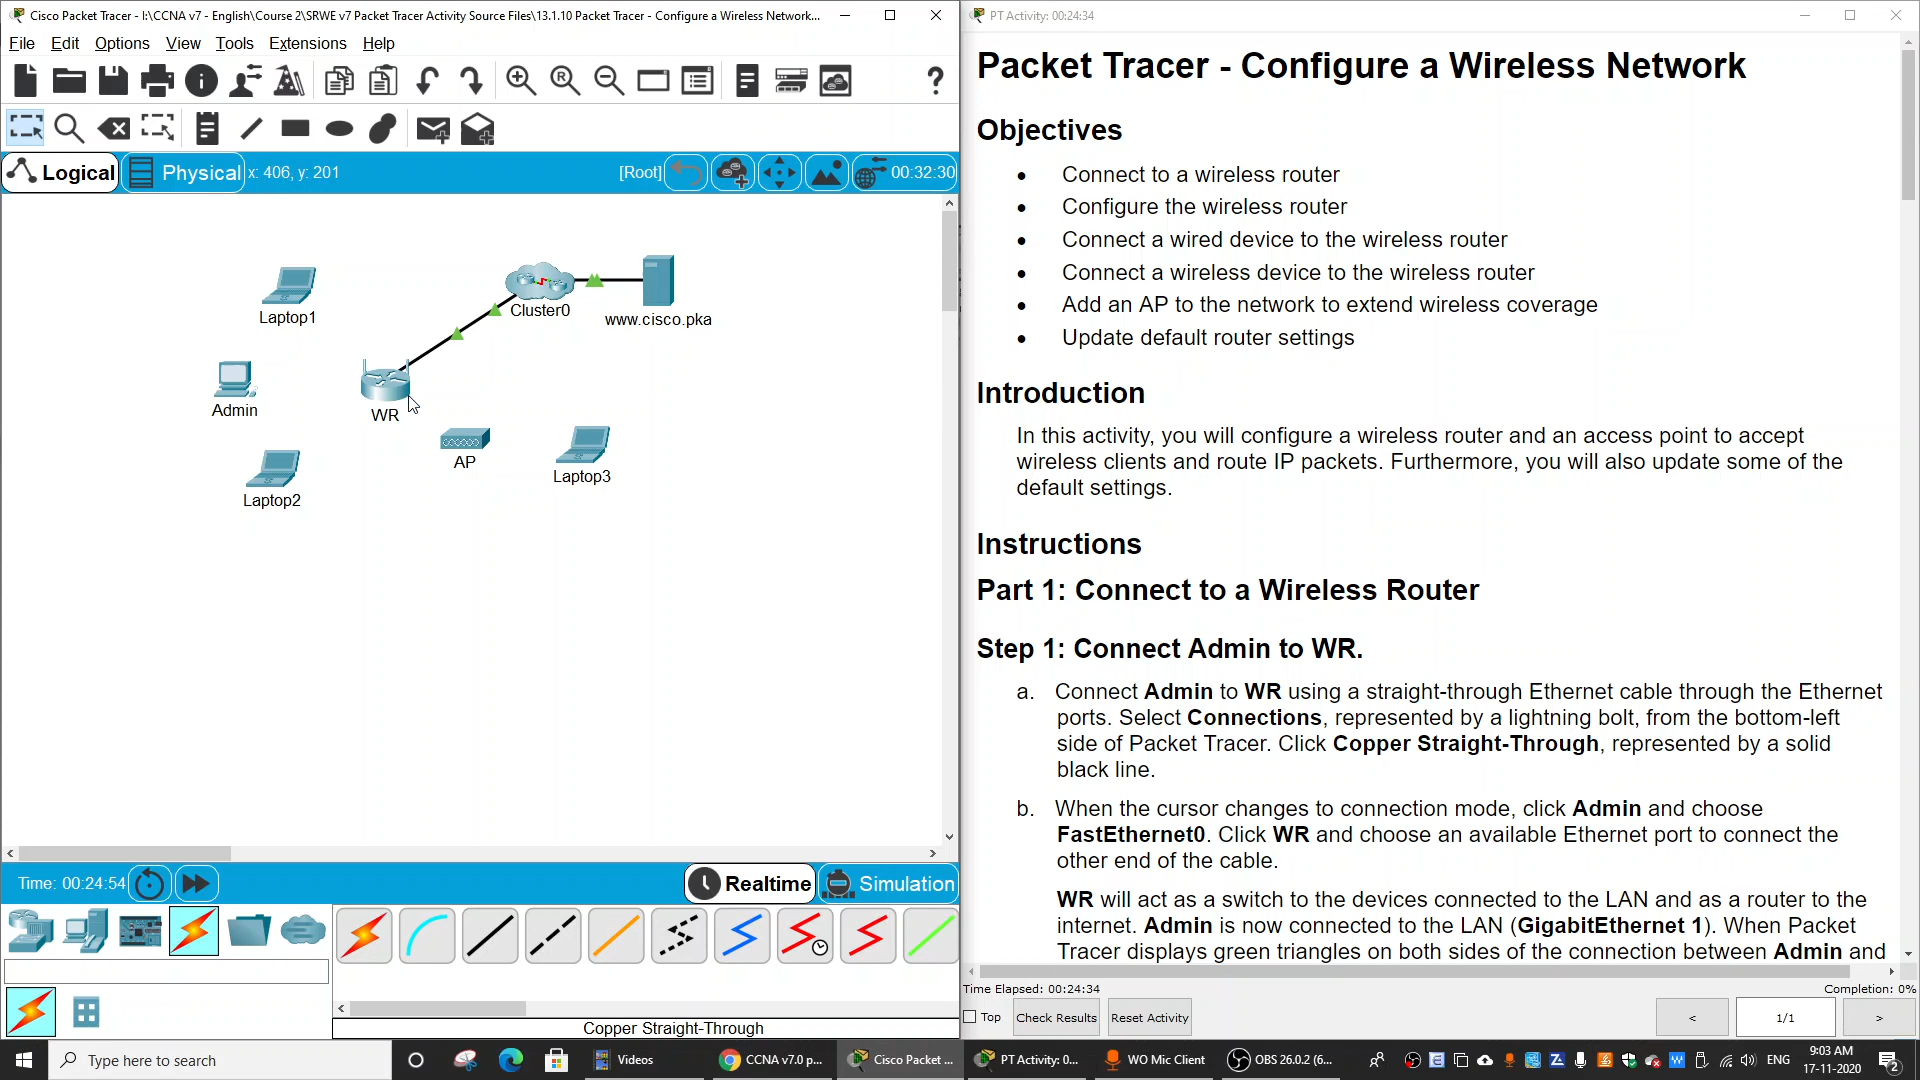 Cisco Packet Tracer - I:\CCNA v7 - English\Course 2\SRWE v7 Packet Tracer Activity Source Files\13.1.10 Packet Tracer - Configure a Wireless Network...
File Edit Options View Tools Extensions Help
Logical Physical x: 406, y: 201 [Root] 00:32:30
Laptop1
Cluster0
www.cisco.pka
Admin
WR
AP
Laptop3
Laptop2
Time: 00:24:54 Realtime Simulation
Copper Straight-Through
PT Activity: 00:24:34
Packet Tracer - Configure a Wireless Network
Objectives
• Connect to a wireless router
• Configure the wireless router
• Connect a wired device to the wireless router
• Connect a wireless device to the wireless router
• Add an AP to the network to extend wireless coverage
• Update default router settings
Introduction
In this activity, you will configure a wireless router and an access point to accept
wireless clients and route IP packets. Furthermore, you will also update some of the
default settings.
Instructions
Part 1: Connect to a Wireless Router
Step 1: Connect Admin to WR.
a. Connect Admin to WR using a straight-through Ethernet cable through the Ethernet
ports. Select Connections, represented by a lightning bolt, from the bottom-left
side of Packet Tracer. Click Copper Straight-Through, represented by a solid
black line.
b. When the cursor changes to connection mode, click Admin and choose
FastEthernet0. Click WR and choose an available Ethernet port to connect the
other end of the cable.
WR will act as a switch to the devices connected to the LAN and as a router to the
internet. Admin is now connected to the LAN (GigabitEthernet 1). When Packet
Tracer displays green triangles on both sides of the connection between Admin and
Time Elapsed: 00:24:34 Completion: 0%
Top Check Results Reset Activity < 1/1 >
Type here to search Videos CCNA v7.0 p... Cisco Packet ... PT Activity: 0... WO Mic Client OBS 26.0.2 (6... ENG 9:03 AM
17-11-2020 2